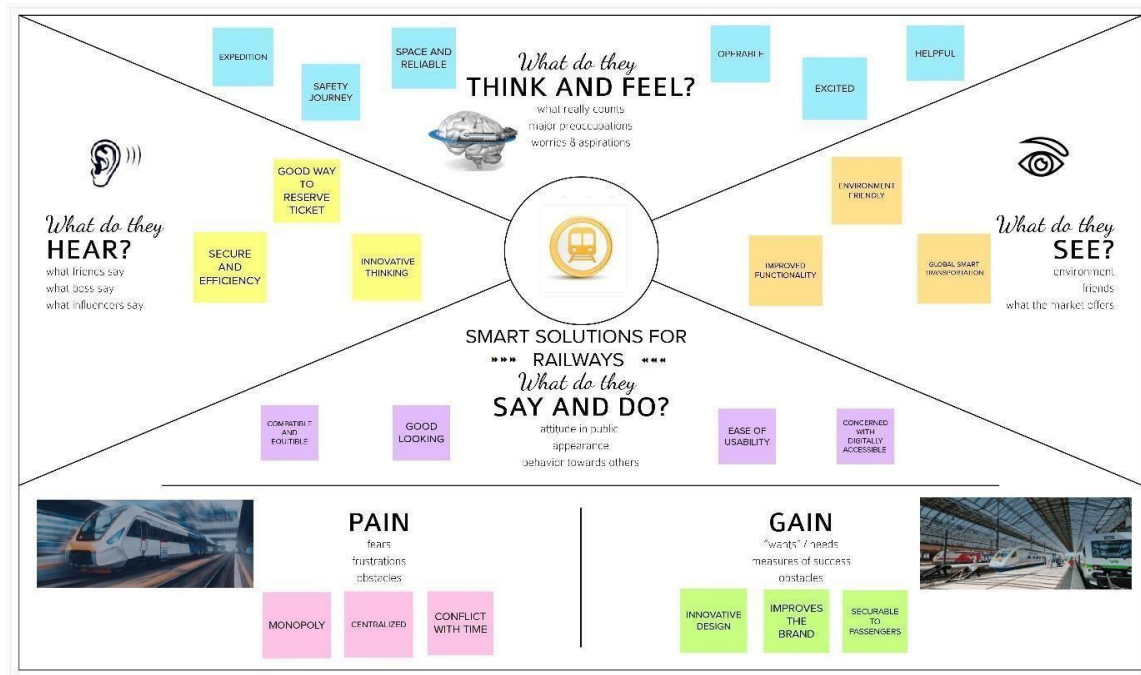 EXPEDITION
SAFETY
JOURNEY
SPACE AND
RELIABLE
What do they
THINK AND FEEL?
what really counts
major preoccupations
worries & aspirations
OPERABLE
EXCITED
HELPFUL
What do they
HEAR?
what friends say
what boss say
what influencers say
GOOD WAY
TO
RESERVE
TICKET
SECURE
AND
EFFICIENCY
INNOVATIVE
THINKING
ENVIRONMENT
FRIENDLY
IMPROVED
FUNCTIONALITY
GLOBAL SMART
TRANSPORTATION
What do they
SEE?
environment
friends
what the market offers
SMART SOLUTIONS FOR
RAILWAYS
What do they
SAY AND DO?
attitude in public
appearance
behavior towards others
COMPATIBLE
AND
EQUITIBLE
GOOD
LOOKING
EASE OF
USABILITY
CONCERNED
WITH
DIGITALLY
ACCESSIBLE
PAIN
fears
frustrations
obstacles
MONOPOLY
CENTRALIZED
CONFLICT
WITH TIME
GAIN
"wants" / needs
measures of success
obstacles
INNOVATIVE
DESIGN
IMPROVES
THE
BRAND
SECURABLE
TO
PASSENGERS